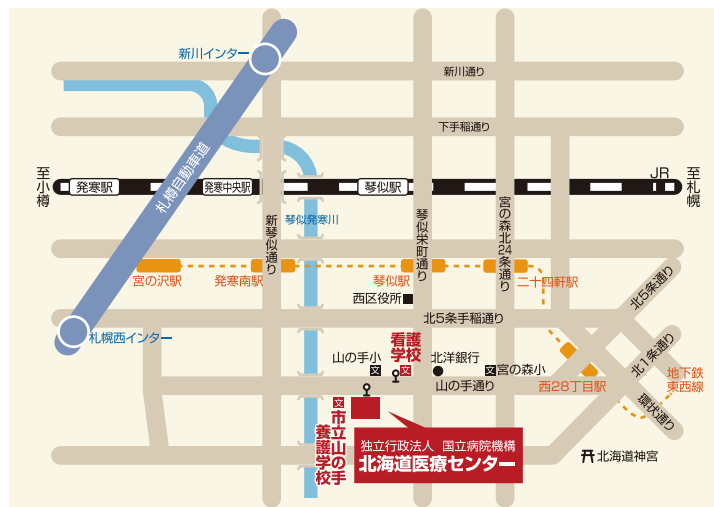 新川インター
新川通り
下手稲通り
札樽自動車道
至小樽
発寒駅
発寒中央駅
琴似駅
JR
至札幌
新琴似通り
琴似発寒川
琴似栄町通り
宮の森北24条通り
宮の沢駅
発寒南駅
琴似駅
二十四軒駅
西区役所
北5条通り
北5条手稲通り
札幌西インター
看護
学校
北1条通り
山の手小
文
文
北洋銀行
文
宮の森小
山の手通り
西28丁目駅
地下鉄
東西線
環状通り
文
市立山の手
養護学校
独立行政法人 国立病院機構
北海道医療センター
北海道神宮